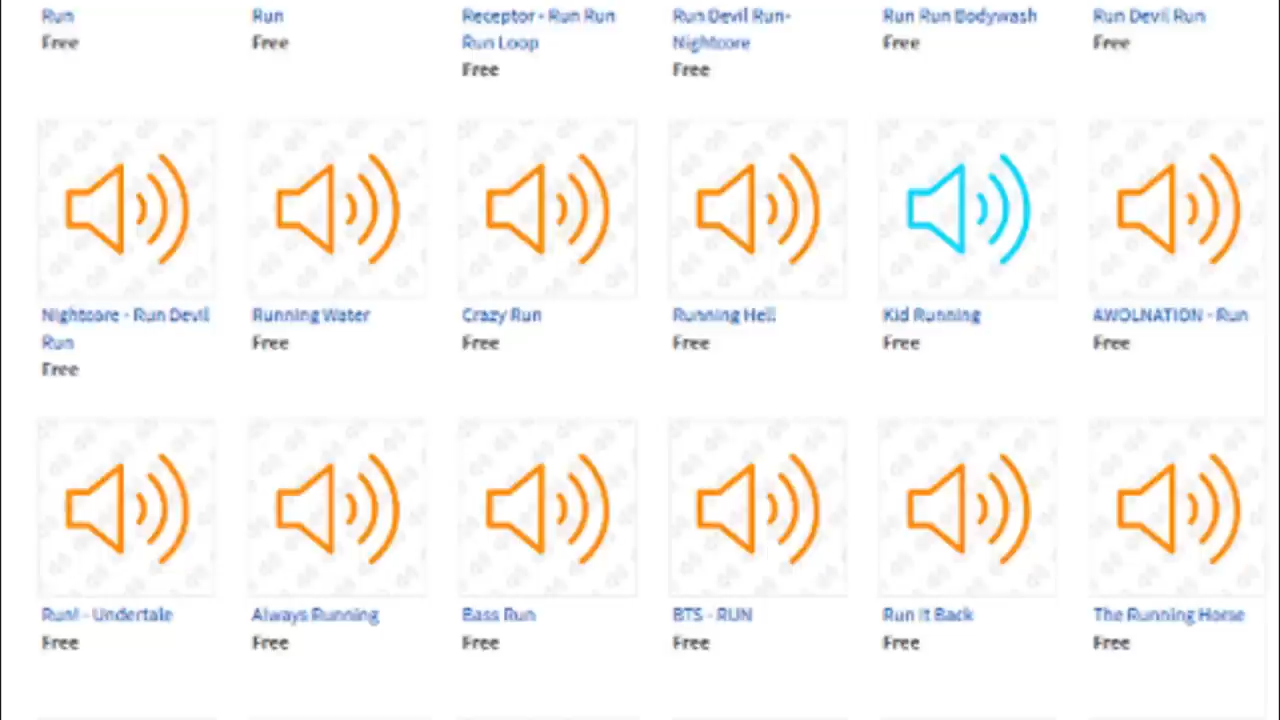 Run
Run
Receptor - Run Run
Run Devil Run-
Run Run Bodywash
Run Devil Run
Free
Free
Run Loop
Nightcore
Free
Free
Free
Free
Nightcore - Run Devil
Running Water
Crazy Run
Running Hell
Kid Running
AWOLNATION - Run
Run
Free
Free
Free
Free
Free
Free
Run! - Undertale
Always Running
Bass Run
BTS - RUN
Run It Back
The Running Horse
Free
Free
Free
Free
Free
Free